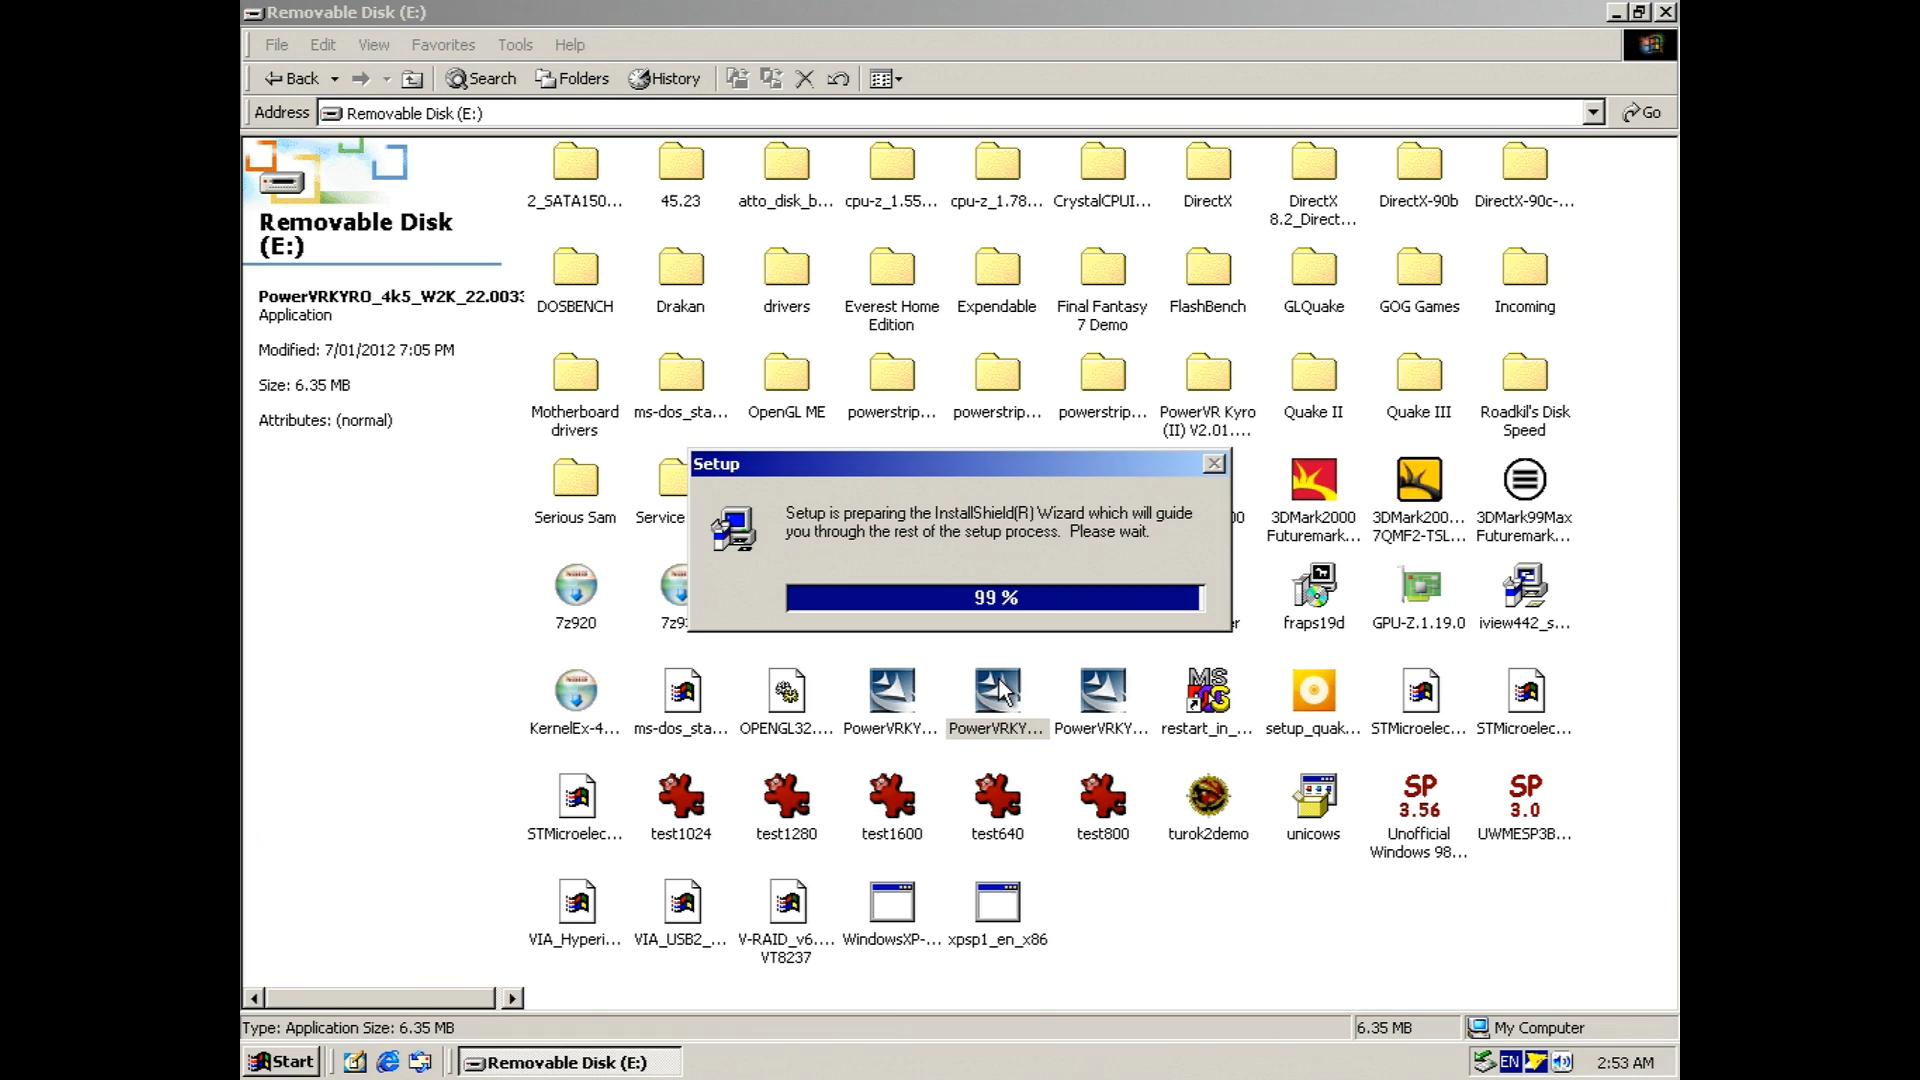 Removable Disk (E:)
File Edit View Favorites Tools Help
Back Search Folders History
Address Removable Disk (E:) Go
Removable Disk
(E:)
PowerVRKYRO_4k5_W2K_22.0033
Application
Modified: 7/01/2012 7:05 PM
Size: 6.35 MB
Attributes: (normal)
2_SATA150... 45.23 atto_disk_b... cpu-z_1.55... cpu-z_1.78... CrystalCPUI... DirectX DirectX DirectX-90b DirectX-90c-...
8.2_Direct...
DOSBENCH Drakan drivers Everest Home Expendable Final Fantasy FlashBench GLQuake GOG Games Incoming
Edition 7 Demo
Motherboard ms-dos_sta... OpenGL ME powerstrip... powerstrip... powerstrip... PowerVR Kyro Quake II Quake III Roadkil's Disk
drivers (II) V2.01.... Speed
Setup
Setup is preparing the InstallShield(R) Wizard which will guide
you through the rest of the setup process. Please wait.
99 %
Serious Sam Service 00 3DMark2000 3DMark200... 3DMark99Max
Futuremark... 7QMF2-TSL... Futuremark...
7z920 7z9 er fraps19d GPU-Z.1.19.0 iview442_s...
KernelEx-4... ms-dos_sta... OPENGL32.... PowerVRKY... PowerVRKY... PowerVRKY... restart_in_... setup_quak... STMicroelec... STMicroelec...
MS
SP SP
3.56 3.0
STMicroelec... test1024 test1280 test1600 test640 test800 turok2demo unicows Unofficial UWMESP3B...
Windows 98...
VIA_Hyperi... VIA_USB2_... V-RAID_v6.... WindowsXP-... xpsp1_en_x86
VT8237
Type: Application Size: 6.35 MB 6.35 MB My Computer
Start Removable Disk (E:) EN 2:53 AM